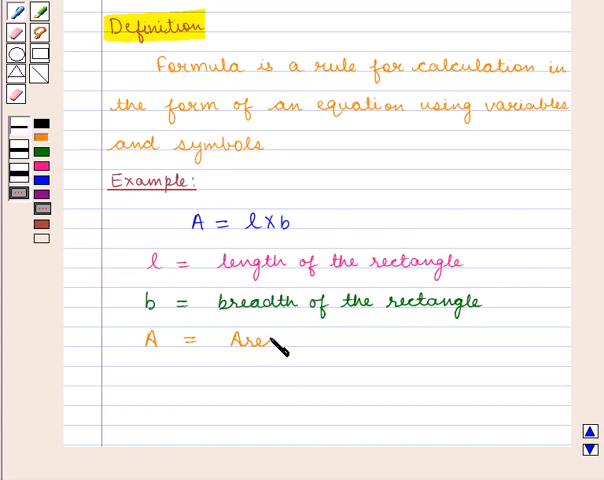 Definition
Formula is a rule for calculation in
the form of an equation using variables
and symbols
Example:
A = l × b
l = length of the rectangle
b = breadth of the rectangle
A = Are